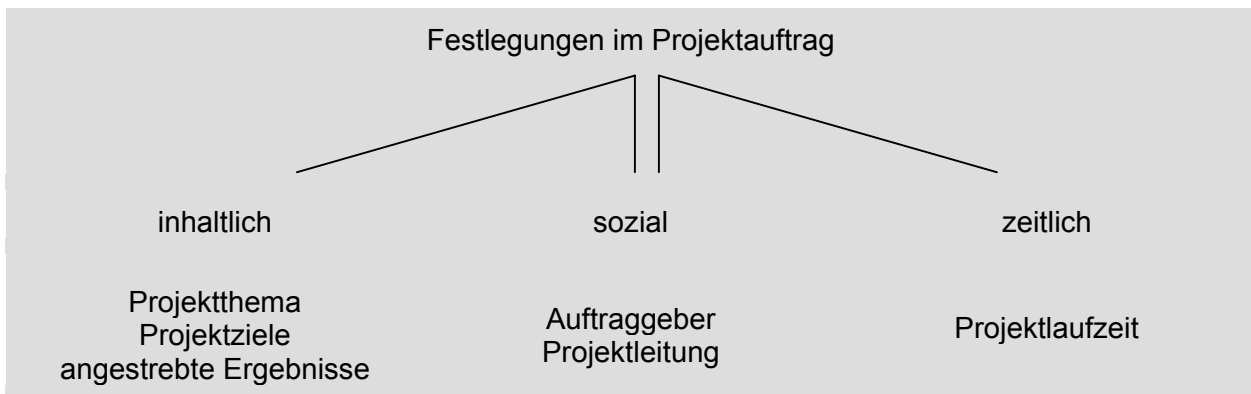 Festlegungen im Projektauftrag
inhaltlich
sozial
zeitlich
Projektthema
Projektziele
angestrebte Ergebnisse
Auftraggeber
Projektleitung
Projektlaufzeit